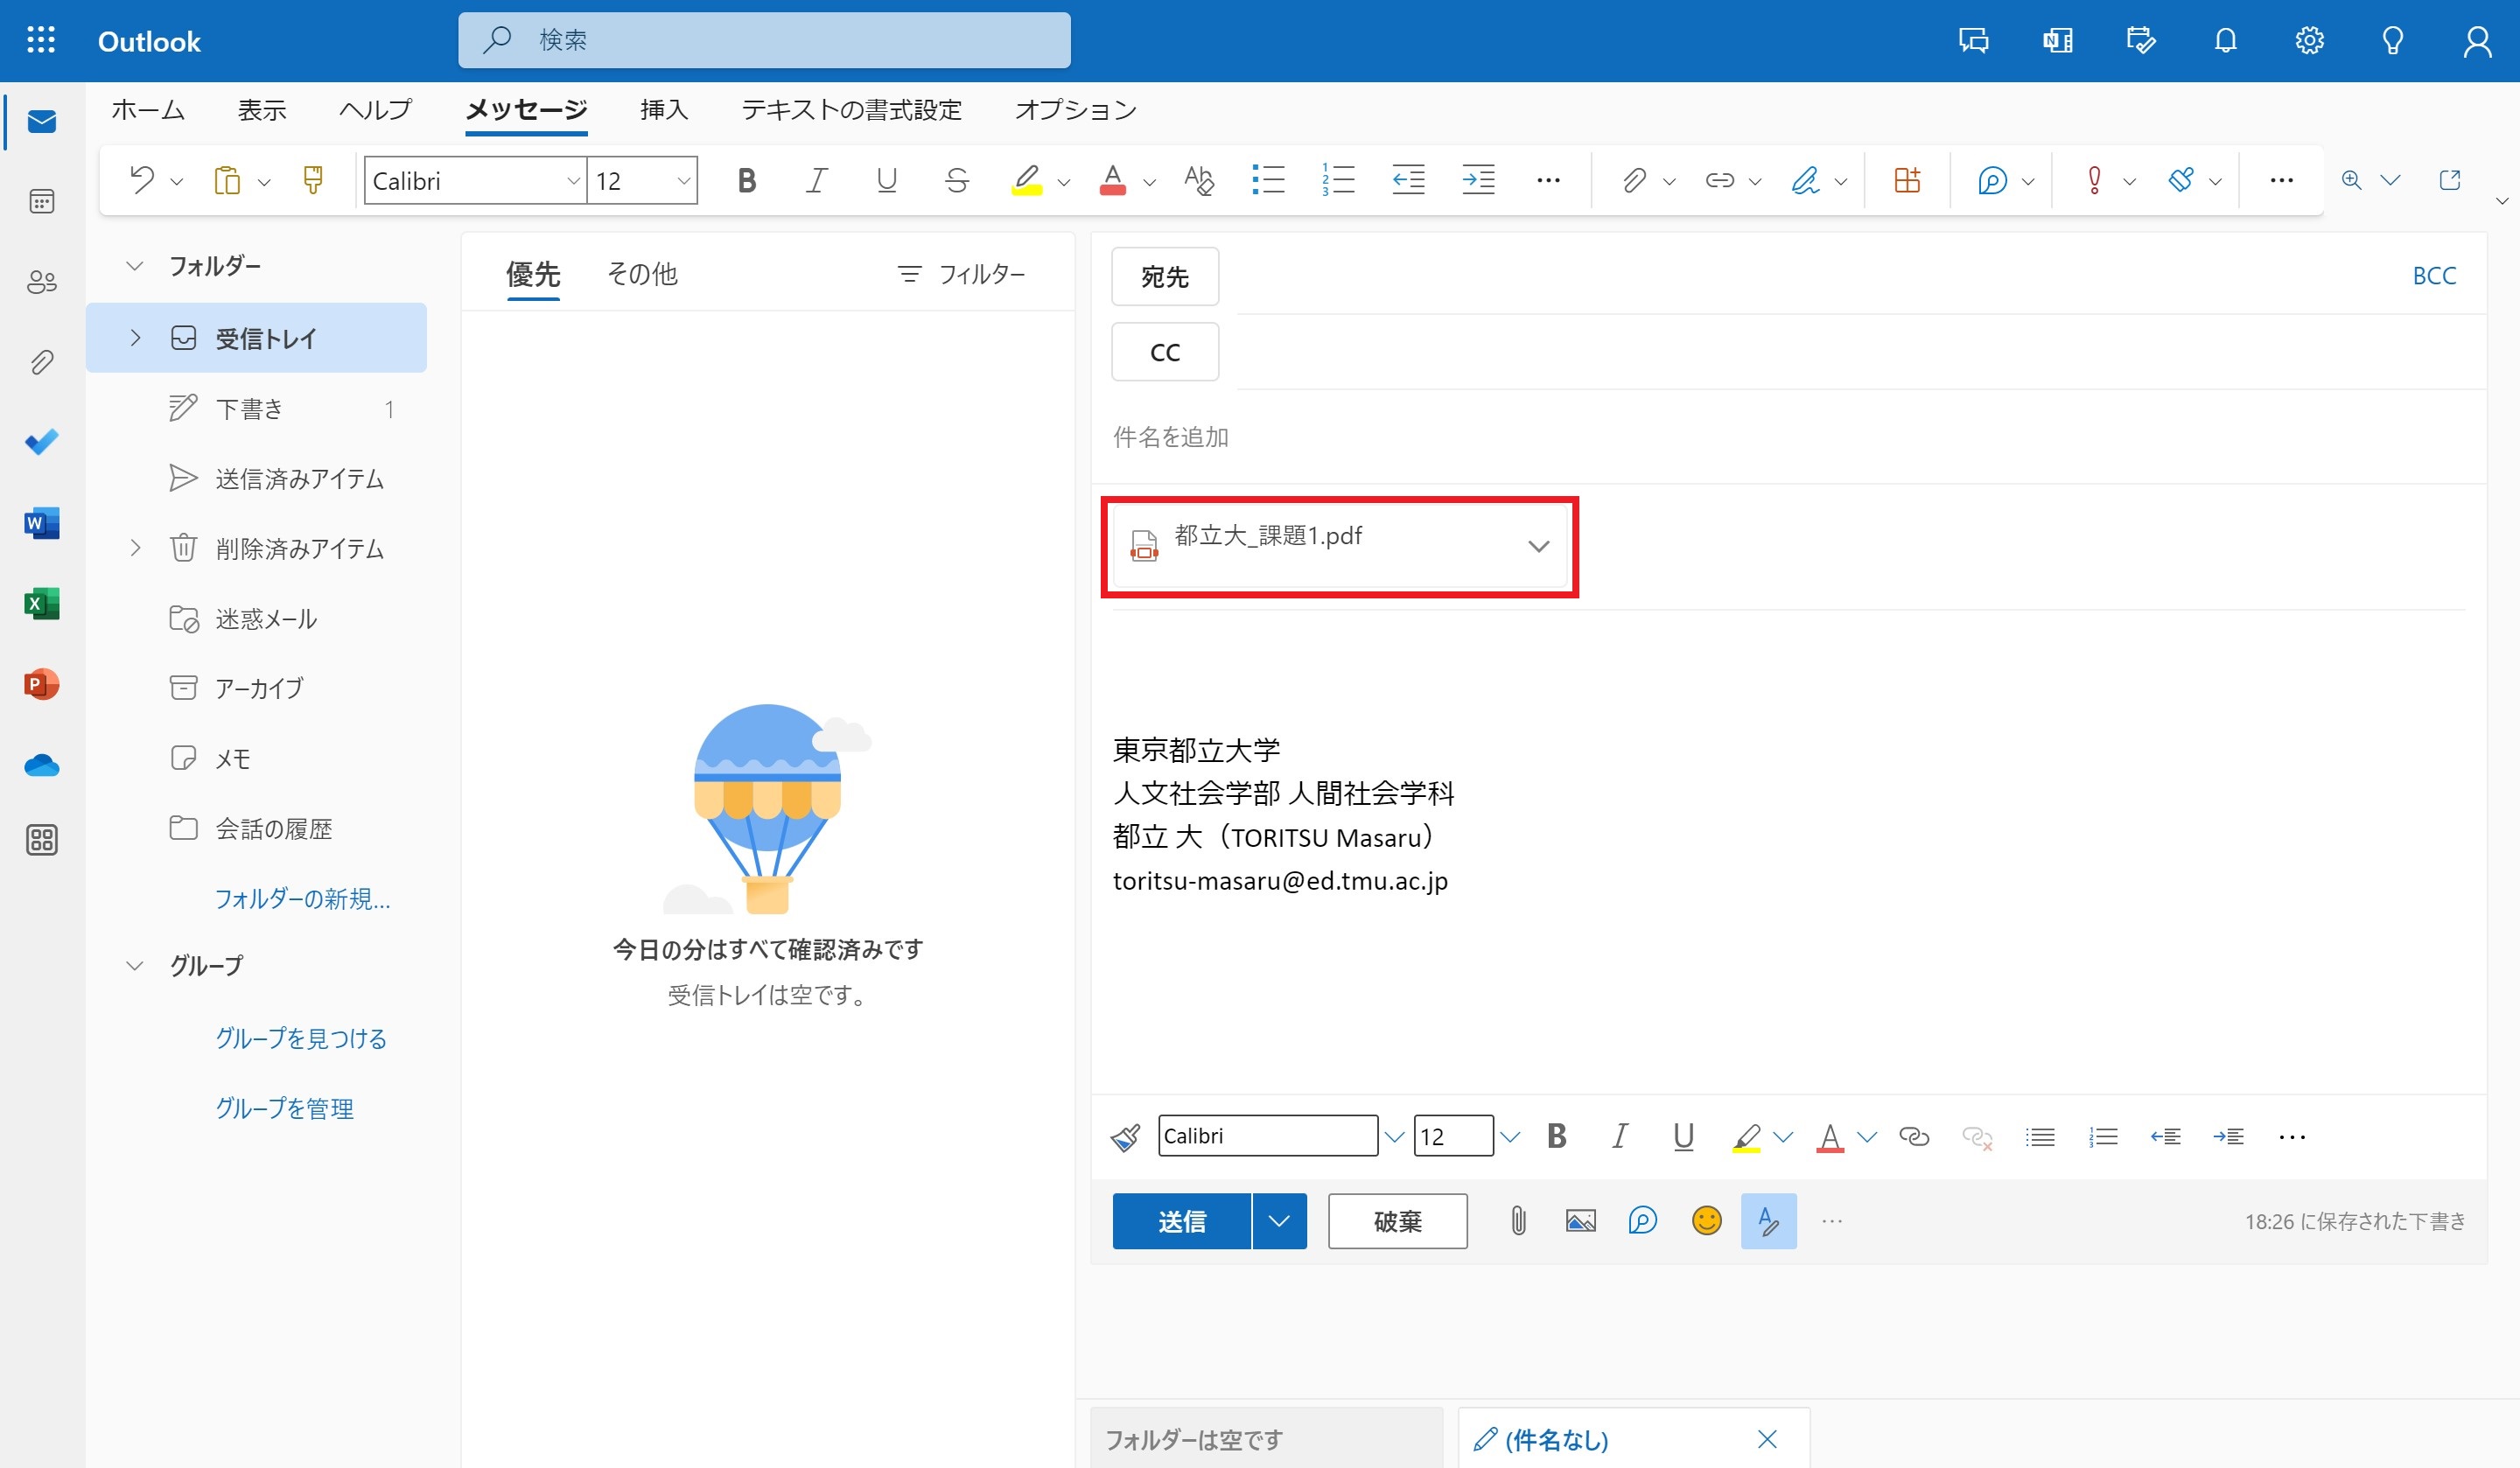 Outlook
検索
ホーム 表示 ヘルプ メッセージ 挿入 テキストの書式設定 オプション
Calibri 12
フォルダー
受信トレイ
下書き 1
送信済みアイテム
削除済みアイテム
迷惑メール
アーカイブ
メモ
会話の履歴
フォルダーの新規...
グループ
グループを見つける
グループを管理
優先 その他 フィルター
今日の分はすべて確認済みです
受信トレイは空です。
宛先 BCC
CC
件名を追加
都立大_課題1.pdf
東京都立大学
人文社会学部 人間社会学科
都立 大（TORITSU Masaru）
toritsu-masaru@ed.tmu.ac.jp
Calibri 12
送信 破棄 18:26 に保存された下書き
フォルダーは空です (件名なし)